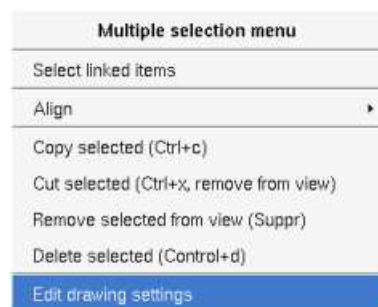 Multiple selection menu
Select linked items
Align
Copy selected (Ctrl+c)
Cut selected (Ctrl+x, remove from view)
Remove selected from view (Suppr)
Delete selected (Control+d)
Edit drawing settings